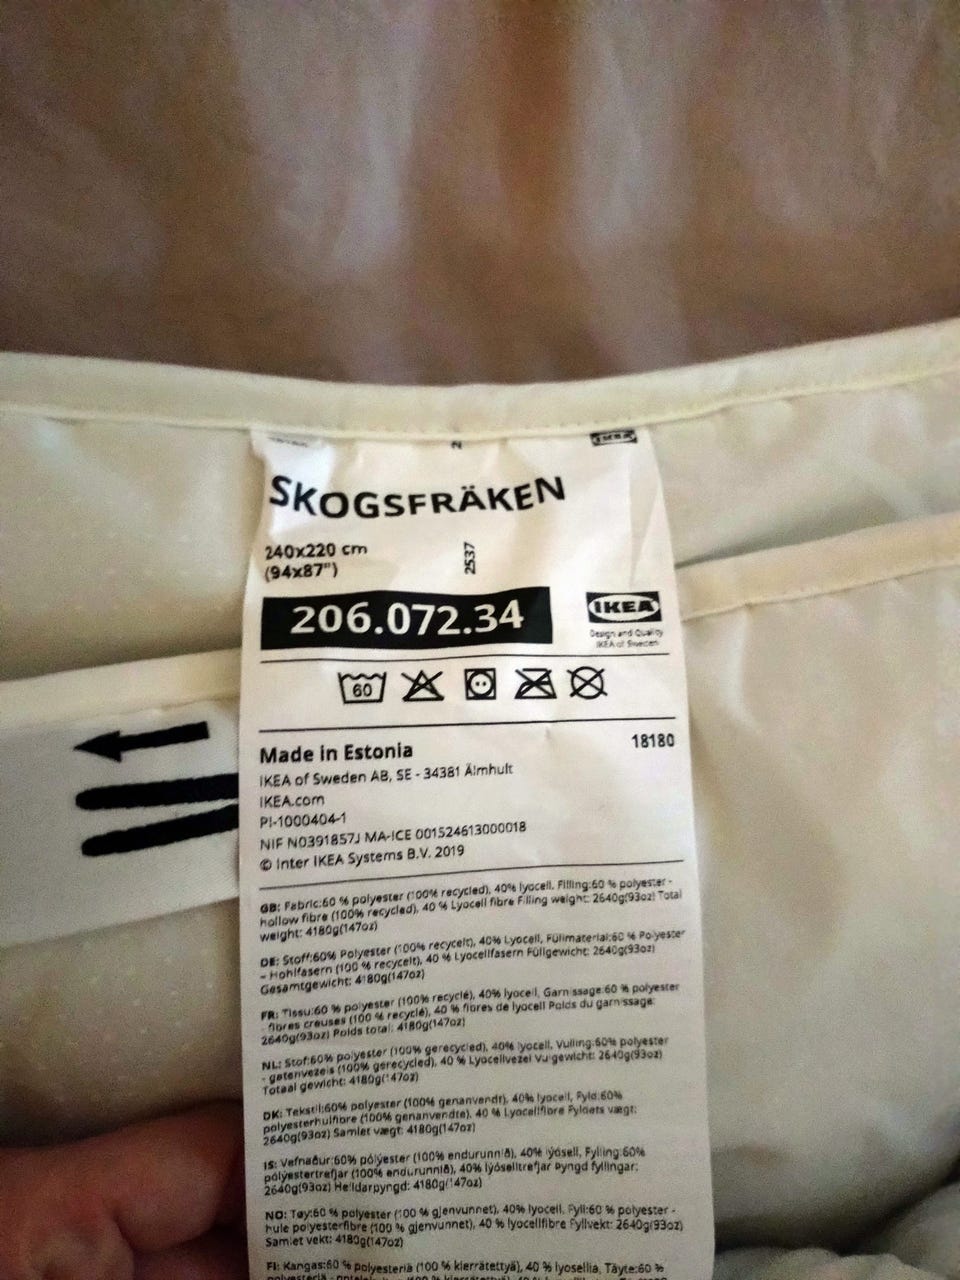 SKOGSFRÄKEN
240x220 cm
(94x87")
2537
206.072.34
IKEA
Design and Quality
IKEA of Sweden
60
Made in Estonia
18180
IKEA of Sweden AB, SE - 34381 Älmhult
IKEA.com
PI-1000404-1
NIF N0391857J MA-ICE 001524613000018
© Inter IKEA Systems B.V. 2019
GB: Fabric:60 % polyester (100% recycled), 40% lyocell. Filling:60 % polyester -
hollow fibre (100% recycled), 40 % Lyocell fibre Filling weight: 2640g(93oz) Total
weight: 4180g(147oz)
DE: Stoff:60% Polyester (100% recycelt), 40% Lyocell, Füllmaterial:60 % Polyester
- Hohlfasern (100 % recycelt), 40 % Lyocellfasern Füllgewicht: 2640g(93oz)
Gesamtgewicht: 4180g(147oz)
FR: Tissu:60 % polyester (100% recyclé), 40% lyocell, Garnissage:60 % polyester
- fibres creuses (100 % recyclé), 40 % fibres de lyocell Poids du garnissage:
2640g(93oz) Poids total: 4180g(147oz)
NL: Stof:60% polyester (100% gerecycled), 40% lyocell, Vulling:60% polyester
- gatenvezels (100% gerecycled), 40 % Lyocellvezel Vulgewicht: 2640g(93oz)
Totaal gewicht: 4180g(147oz)
DK: Tekstil:60% polyester (100% genanvendt), 40% lyocell, Fyld:60%
polyesterhulfibre (100% genanvendte), 40 % Lyocellfibre Fyldets vægt:
2640g(93oz) Samlet vægt: 4180g(147oz)
IS: Vefnaður:60% pólýester (100% endurunnið), 40% lýósell, Fylling:60%
pólýestertrefjar (100% endurunnið), 40% lýóselltrefjar Þyngd fyllingar:
2640g(93oz) Heildarþyngd: 4180g(147oz)
NO: Tøy:60 % polyester (100 % gjenvunnet), 40% lyocell. Fyll:60 % polyester -
hule polyesterfibre (100 % gjenvunnet), 40 % lyocellfibre Fyllvekt: 2640g(93oz)
Samlet vekt: 4180g(147oz)
FI: Kangas:60 % polyesteriä (100 % kierrätettyä), 40 % lyosellia, Täyte:60 %